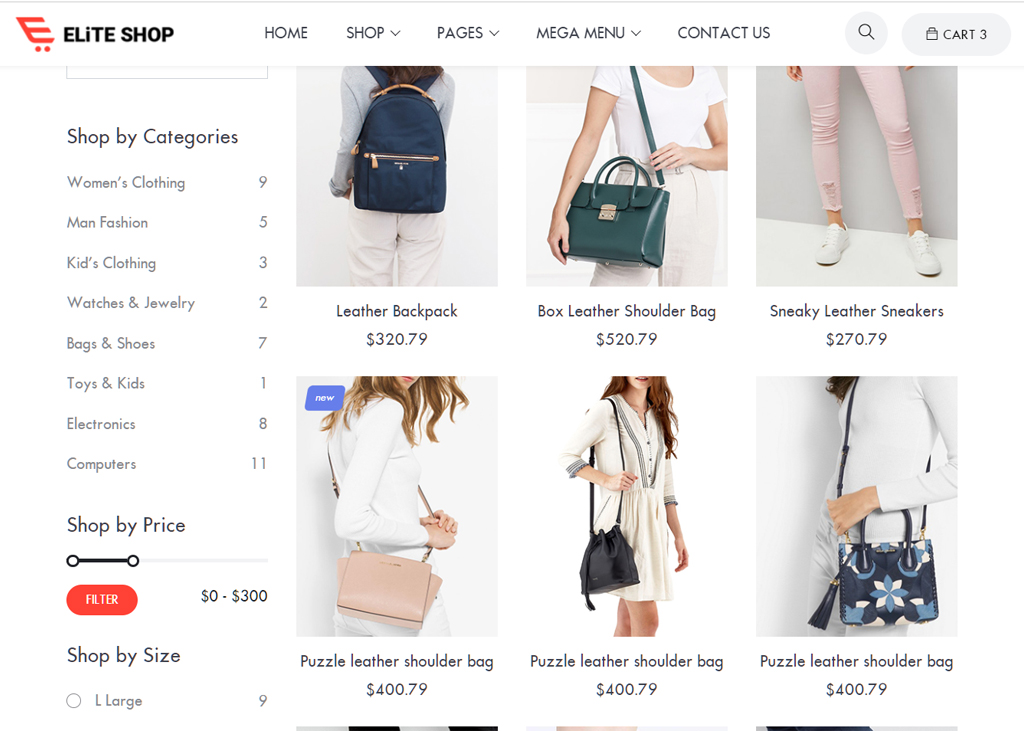 ELiTE SHOP
HOME
SHOP
PAGES
MEGA MENU
CONTACT US
CART 3
Shop by Categories
Women's Clothing 9
Man Fashion 5
Kid's Clothing 3
Watches & Jewelry 2
Bags & Shoes 7
Toys & Kids 1
Electronics 8
Computers 11
Shop by Price
FILTER
$0 - $300
Shop by Size
L Large 9
Leather Backpack
$320.79
Box Leather Shoulder Bag
$520.79
Sneaky Leather Sneakers
$270.79
new
Puzzle leather shoulder bag
$400.79
Puzzle leather shoulder bag
$400.79
Puzzle leather shoulder bag
$400.79